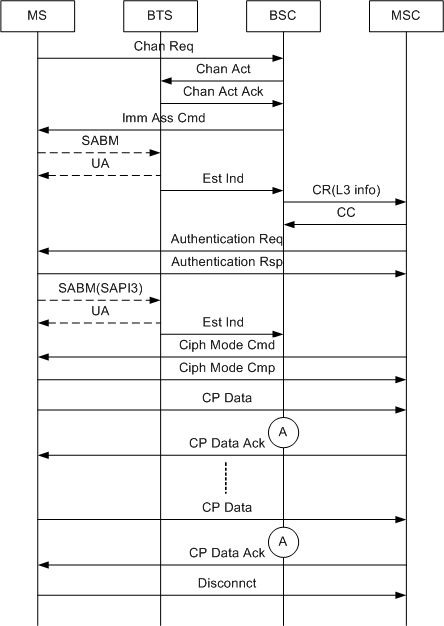 MS BTS BSC MSC
Chan Req
Chan Act
Chan Act Ack
Imm Ass Cmd
SABM
UA
Est Ind
CR(L3 info)
CC
Authentication Req
Authentication Rsp
SABM(SAPI3)
UA
Est Ind
Ciph Mode Cmd
Ciph Mode Cmp
CP Data
A
CP Data Ack
CP Data
A
CP Data Ack
Disconnct